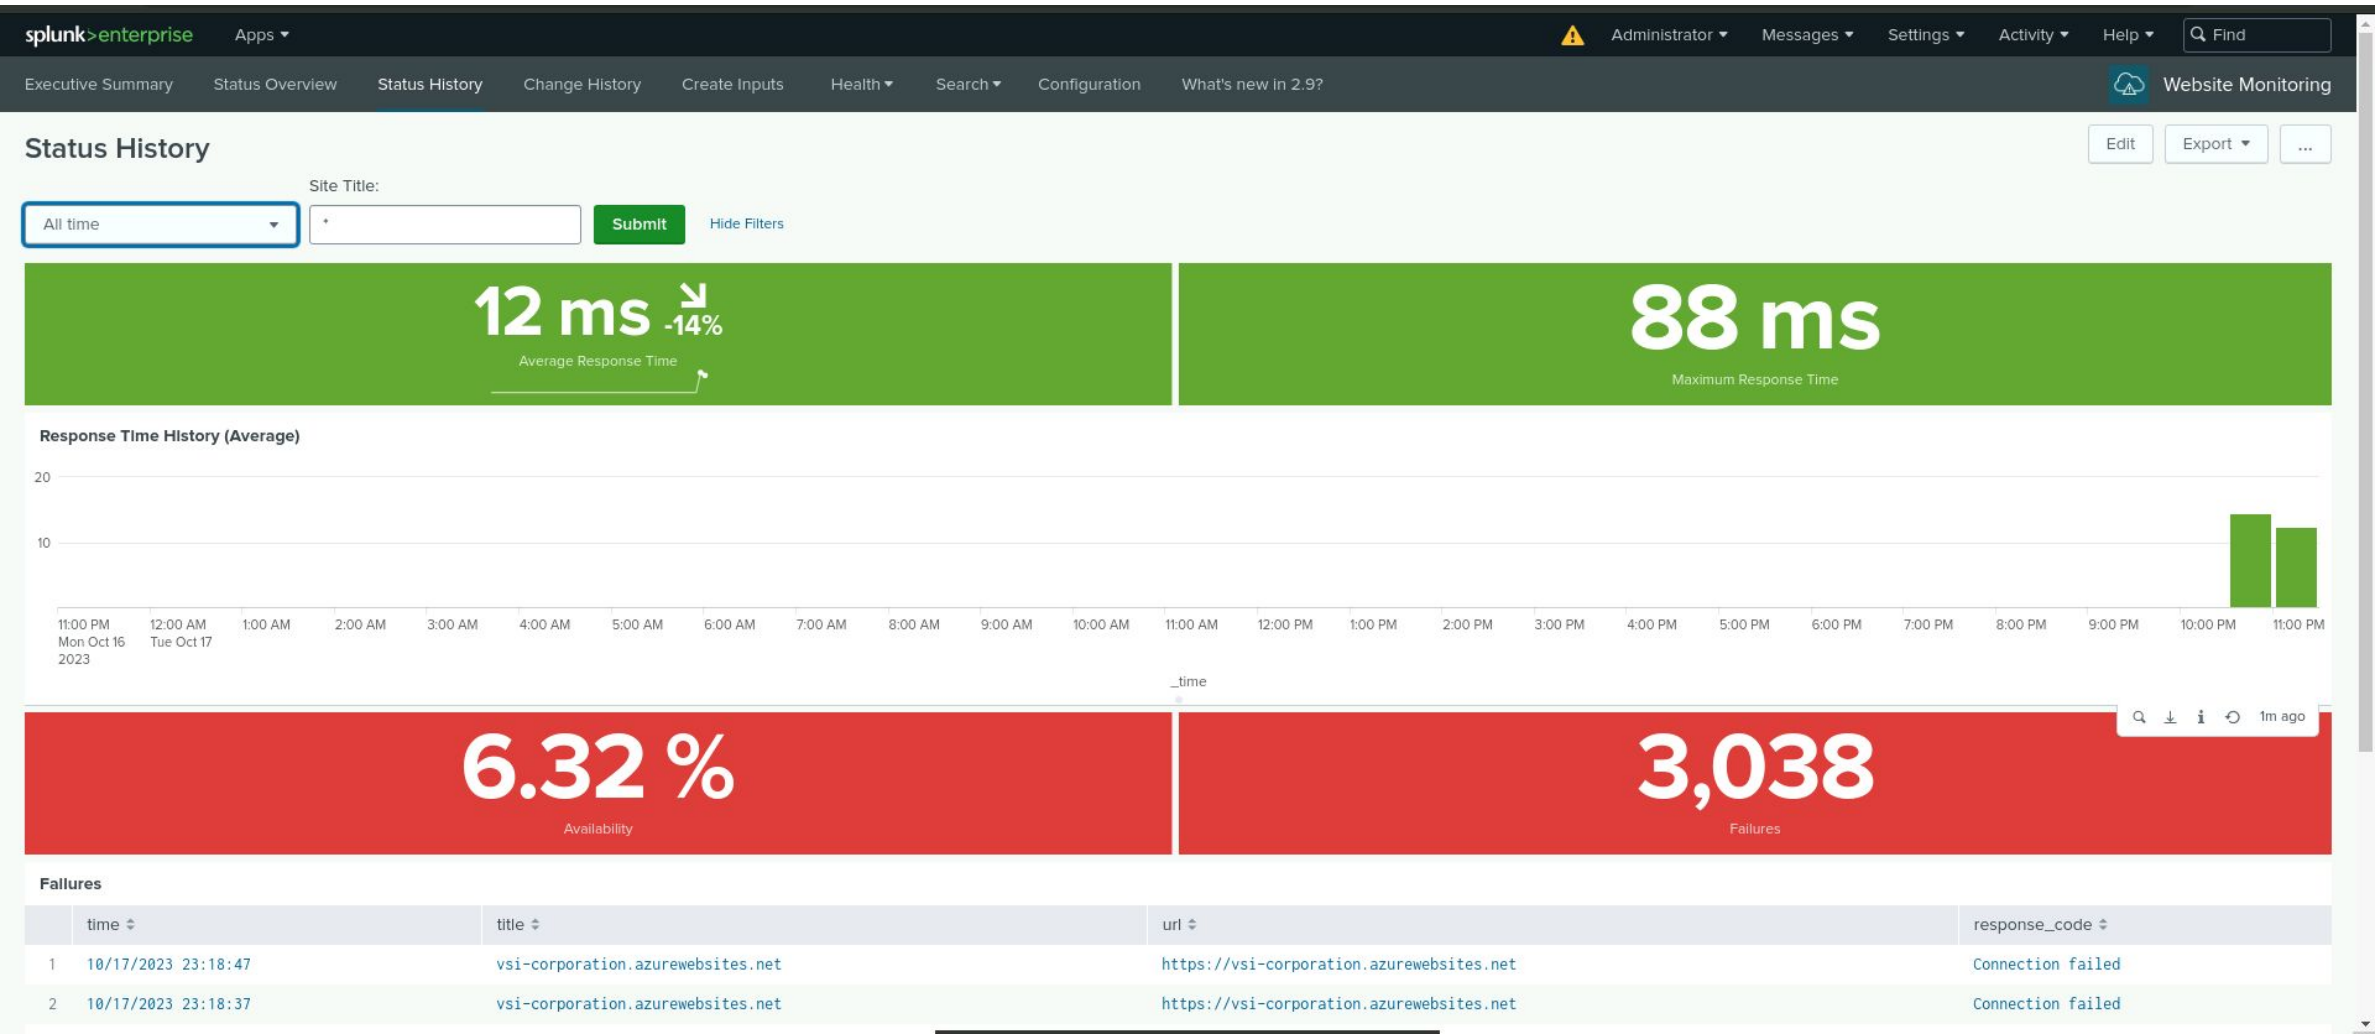 splunk>enterprise Apps Administrator Messages Settings Activity Help Find
Executive Summary Status Overview Status History Change History Create Inputs Health Search Configuration What's new in 2.9? Website Monitoring
Status History
Edit Export ...
Site Title:
All time * Submit Hide Filters
12 ms -14%
Average Response Time
88 ms
Maximum Response Time
Response Time History (Average)
20
10
11:00 PM 12:00 AM 1:00 AM 2:00 AM 3:00 AM 4:00 AM 5:00 AM 6:00 AM 7:00 AM 8:00 AM 9:00 AM 10:00 AM 11:00 AM 12:00 PM 1:00 PM 2:00 PM 3:00 PM 4:00 PM 5:00 PM 6:00 PM 7:00 PM 8:00 PM 9:00 PM 10:00 PM 11:00 PM
Mon Oct 16 Tue Oct 17
2023
_time
1m ago
6.32 %
Availability
3,038
Failures
Failures
time title url response_code
1 10/17/2023 23:18:47 vsi-corporation.azurewebsites.net https://vsi-corporation.azurewebsites.net Connection failed
2 10/17/2023 23:18:37 vsi-corporation.azurewebsites.net https://vsi-corporation.azurewebsites.net Connection failed